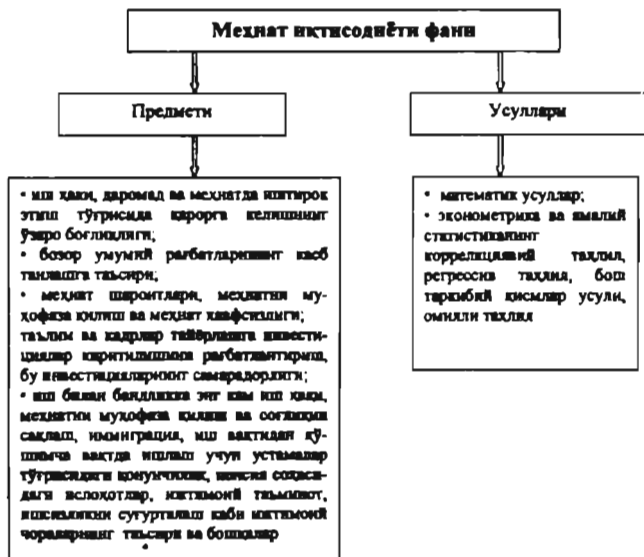 Меҳнат иқтисодиёти фани
Предмети
Усуллари
• иш ҳақи, даромад ва меҳнатда иштирок
этиш тўғрисида қарорга келишнинг
ўзаро боғлиқлиги;
• бозор умумий рағбатларининг касб
танлашга таъсири;
• меҳнат шароитлари, меҳнатни му-
ҳофаза қилиш ва меҳнат хавфсизлиги;
таълим ва кадрлар тайёрлашга инвести-
циялар киритилишини рағбатлантириш,
бу инвестицияларнинг самарадорлиги;
• иш билан бандликка энг кам иш ҳақи,
меҳнатни муҳофаза қилиш ва соғлиқни
сақлаш, иммиграция, иш вақтидан қў-
шимча вақтда ишлаш учун устамалар
тўғрисидаги қонунчилик, пенсия соҳаси-
даги ислоҳотлар, ижтимоий таъминот,
ишсизликни суғурталаш каби ижтимоий
чораларнинг таъсири ва бошқалар
• математик усуллар;
• эконометрика ва амалий
статистиканинг
корреляциявий таҳлил,
регрессив таҳлил, бош
таркибий қисмлар усули,
омилли таҳлил